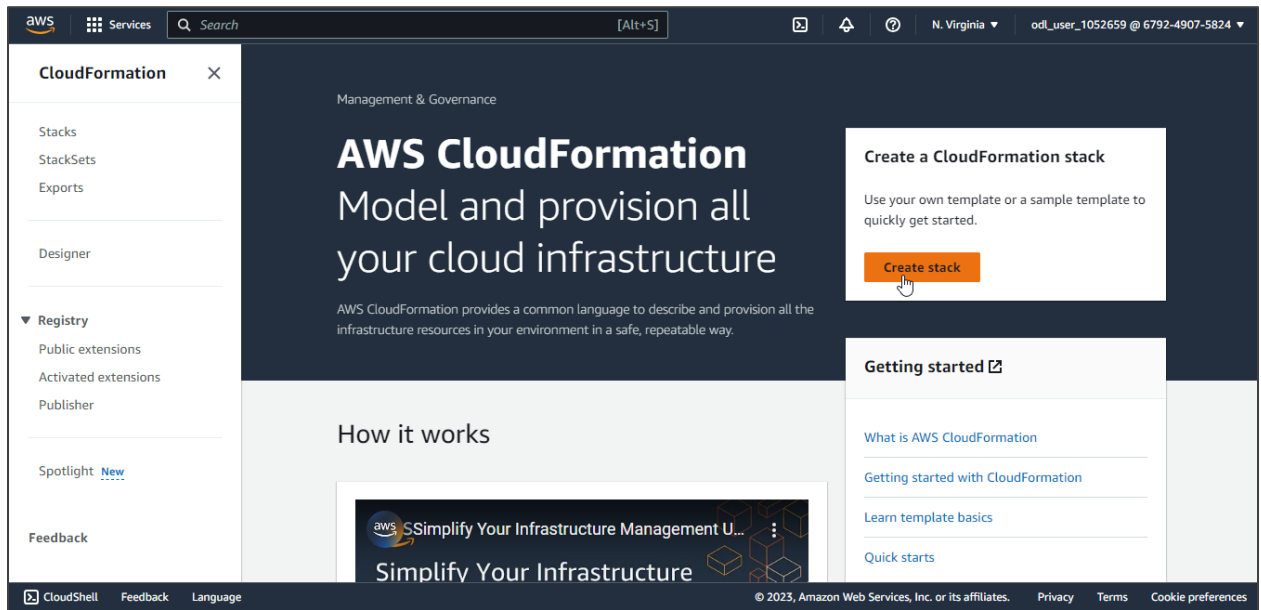 aws
Services
Search
[Alt+S]
N. Virginia
odl_user_1052659 @ 6792-4907-5824
CloudFormation
Stacks
StackSets
Exports
Designer
Registry
Public extensions
Activated extensions
Publisher
Spotlight New
Feedback
Management & Governance
AWS CloudFormation
Model and provision all
your cloud infrastructure
AWS CloudFormation provides a common language to describe and provision all the
infrastructure resources in your environment in a safe, repeatable way.
Create a CloudFormation stack
Use your own template or a sample template to
quickly get started.
Create stack
Getting started
What is AWS CloudFormation
Getting started with CloudFormation
Learn template basics
Quick starts
How it works
aws
SSimplify Your Infrastructure Management U...
Simplify Your Infrastructure
CloudShell
Feedback
Language
© 2023, Amazon Web Services, Inc. or its affiliates.
Privacy
Terms
Cookie preferences